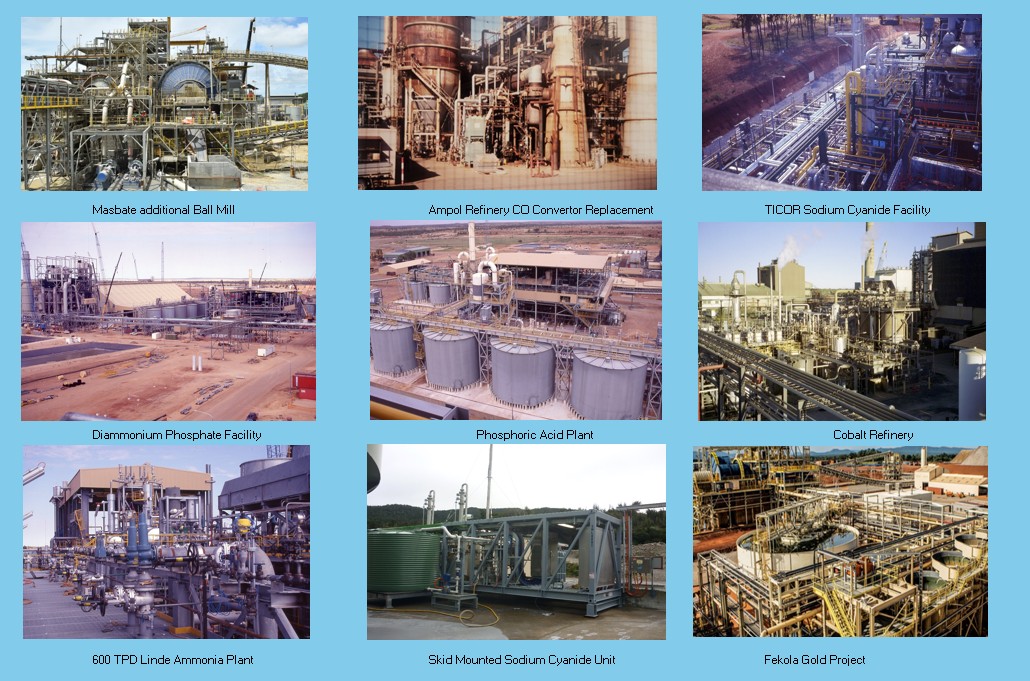 Masbate additional Ball Mill
Ampol Refinery CO Convertor Replacement
TICOR Sodium Cyanide Facility
Diammonium Phosphate Facility
Phosphoric Acid Plant
Cobalt Refinery
600 TPD Linde Ammonia Plant
Skid Mounted Sodium Cyanide Unit
Fekola Gold Project